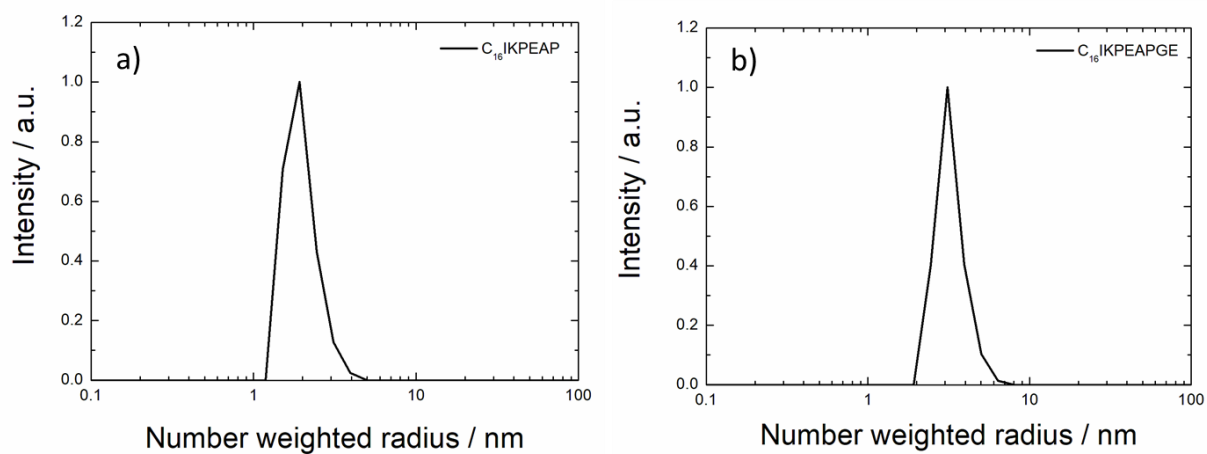 a)
C₁₆IKPEAP
Intensity / a.u.
1.2
1.0
0.8
0.6
0.4
0.2
0.0
0.1 1 10 100
Number weighted radius / nm
b)
C₁₆IKPEAPGE
Intensity / a.u.
1.2
1.0
0.8
0.6
0.4
0.2
0.0
0.1 1 10 100
Number weighted radius / nm